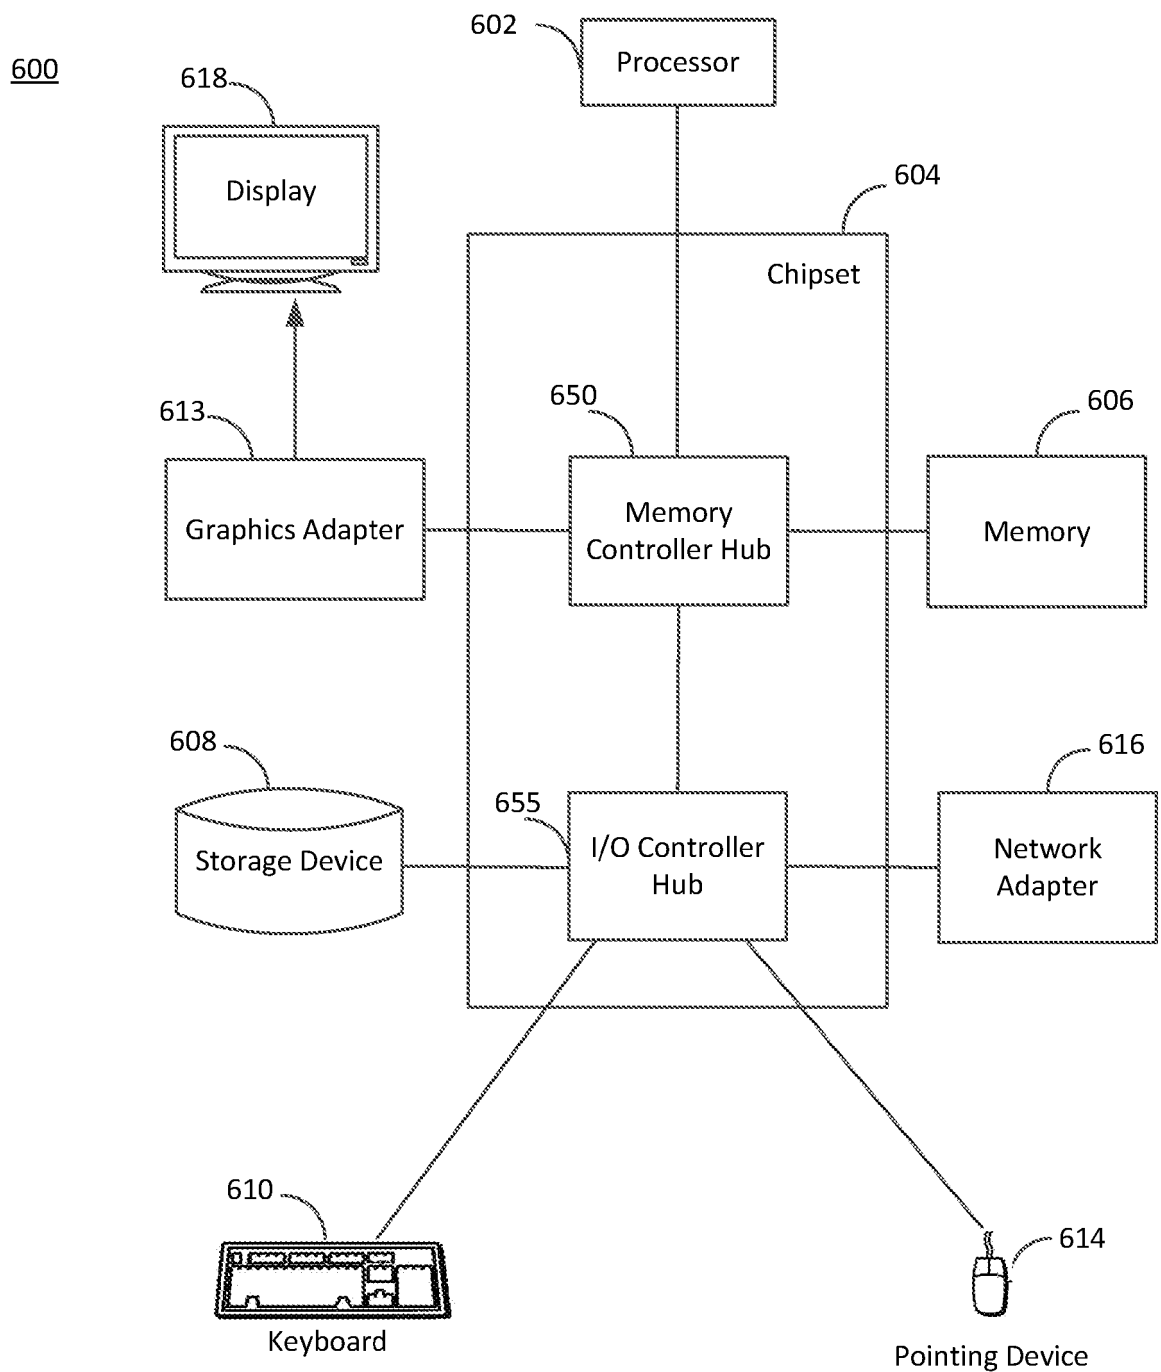 600
602
Processor
618
Display
604
Chipset
613
Graphics Adapter
650
Memory
Controller Hub
606
Memory
608
Storage Device
655
I/O Controller
Hub
616
Network
Adapter
610
Keyboard
614
Pointing Device